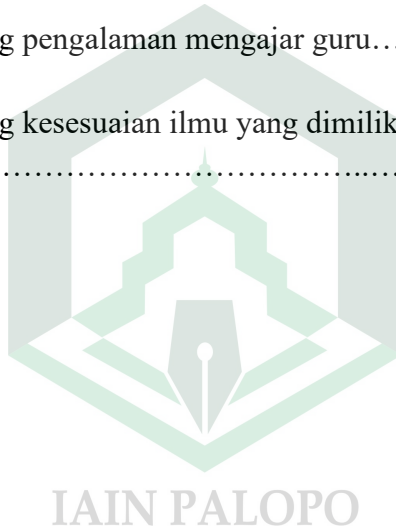 g pengalaman mengajar guru…
g kesesuaian ilmu yang dimilik
………………………………..…
IAIN PALOPO